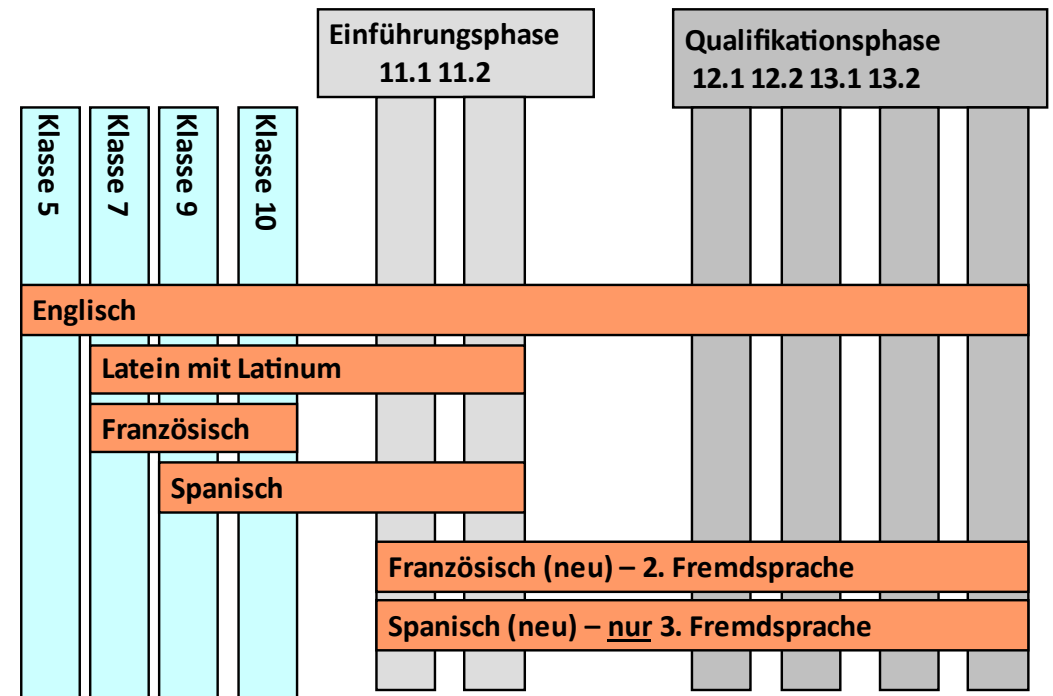 Einführungsphase
11.1 11.2
Qualifikationsphase
12.1 12.2 13.1 13.2
Klasse 5
Klasse 7
Klasse 9
Klasse 10
Englisch
Latein mit Latinum
Französisch
Spanisch
Französisch (neu) – 2. Fremdsprache
Spanisch (neu) – nur 3. Fremdsprache